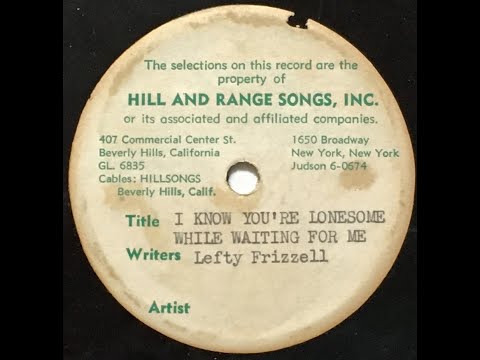 The selections on this record are the
property of
HILL AND RANGE SONGS, INC.
or its associated and affiliated companies.
407 Commercial Center St.
Beverly Hills, California
GL. 6835
Cables: HILLSONGS
Beverly Hills, Calif.
1650 Broadway
New York, New York
Judson 6-0674
Title I KNOW YOU'RE LONESOME
WHILE WAITING FOR ME
Writers Lefty Frizzell
Artist